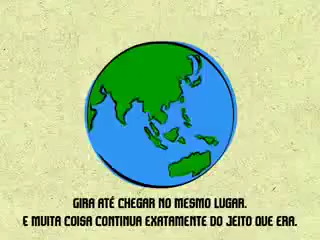 GIRA ATÉ CHEGAR NO MESMO LUGAR.
E MUITA COISA CONTINUA EXATAMENTE DO JEITO QUE ERA.